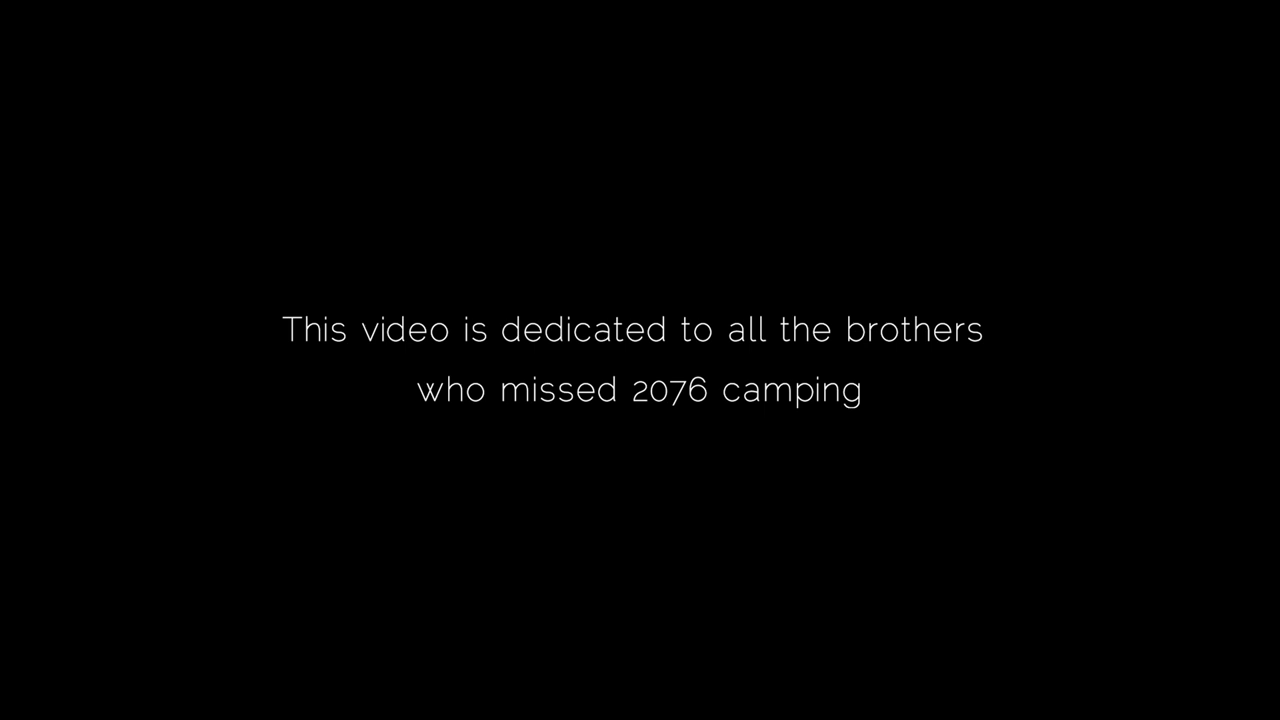 This video is dedicated to all the brothers
who missed 2076 camping